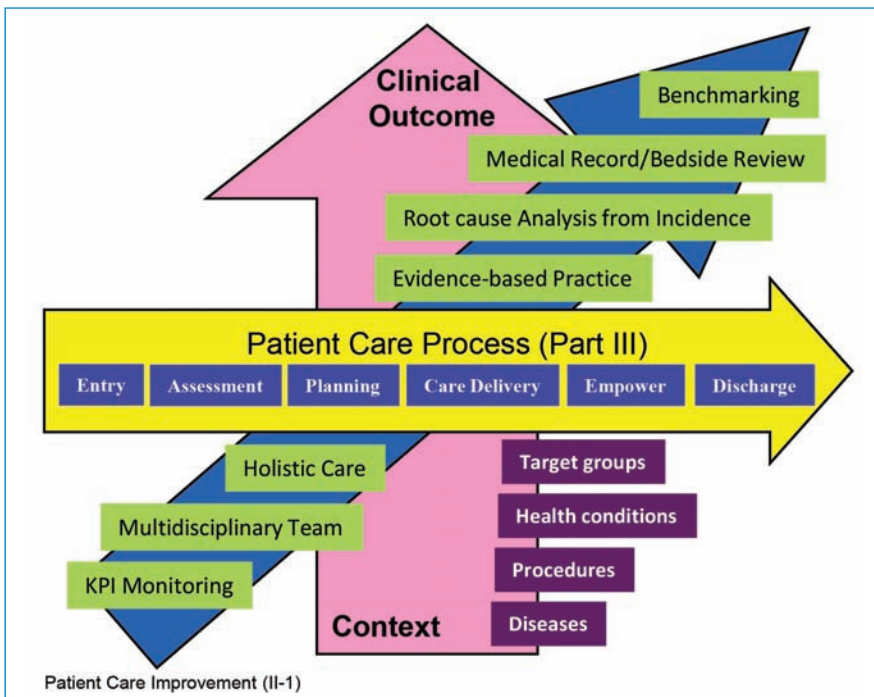 Clinical
Outcome
Benchmarking
Medical Record/Bedside Review
Root cause Analysis from Incidence
Evidence-based Practice
Patient Care Process (Part III)
Entry
Assessment
Planning
Care Delivery
Empower
Discharge
Holistic Care
Multidisciplinary Team
KPI Monitoring
Target groups
Health conditions
Procedures
Diseases
Context
Patient Care Improvement (II-1)